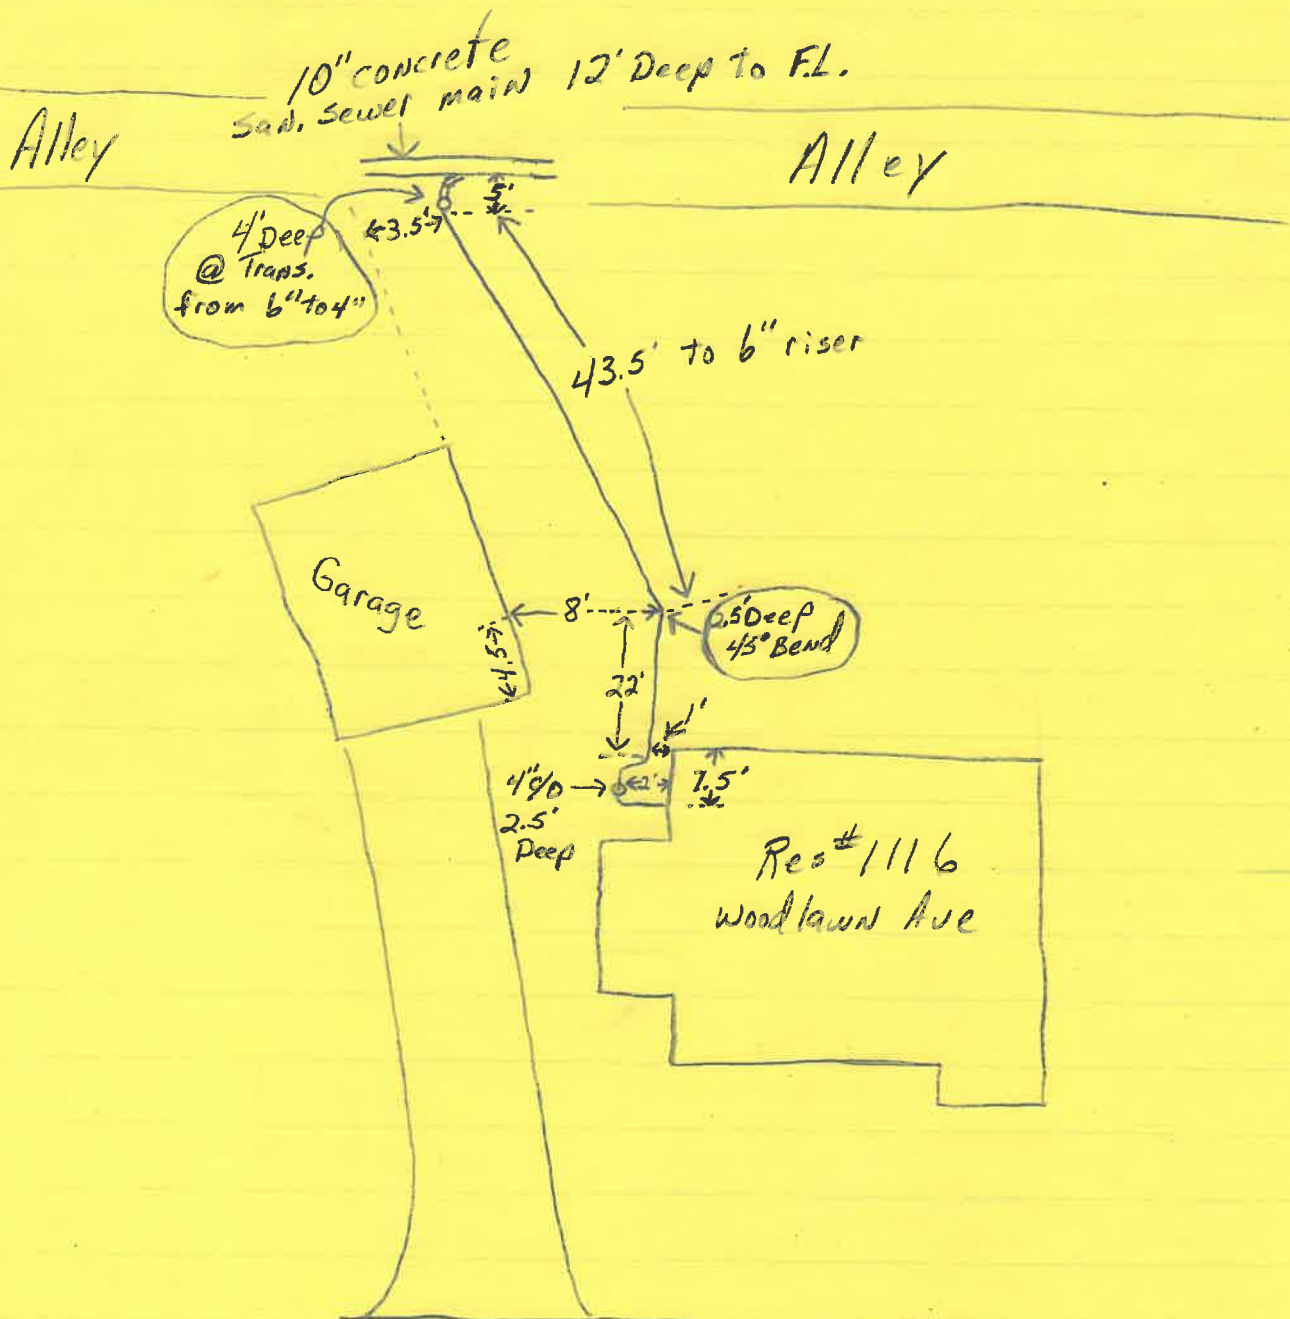 10" concrete
San. Sewer main 12' Deep to F.L.
Alley
Alley
5'
3.5'
4' Deep
@ Trans.
from 6" to 4"
43.5' to 6" riser
Garage
8'
4.5'
2.5' Deep
45° Bend
22'
1'
4" c/o
2.5'
Deep
2'
7.5'
Res #1116
Woodlawn Ave